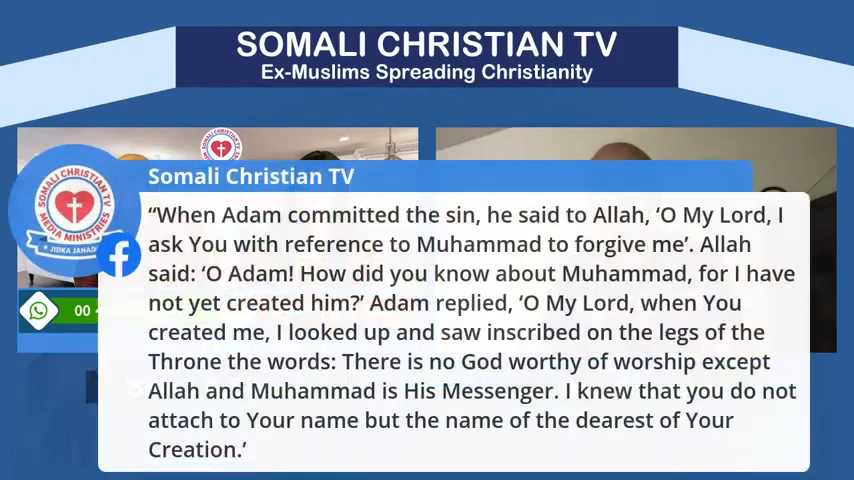 SOMALI CHRISTIAN TV
Ex-Muslims Spreading Christianity
SOMALI CHRISTIAN TV
MEDIA MINISTRIES
Somali Christian TV
“When Adam committed the sin, he said to Allah, ‘O My Lord, I
ask You with reference to Muhammad to forgive me’. Allah
said: ‘O Adam! How did you know about Muhammad, for I have
not yet created him?’ Adam replied, ‘O My Lord, when You
created me, I looked up and saw inscribed on the legs of the
Throne the words: There is no God worthy of worship except
Allah and Muhammad is His Messenger. I knew that you do not
attach to Your name but the name of the dearest of Your
Creation.’
00